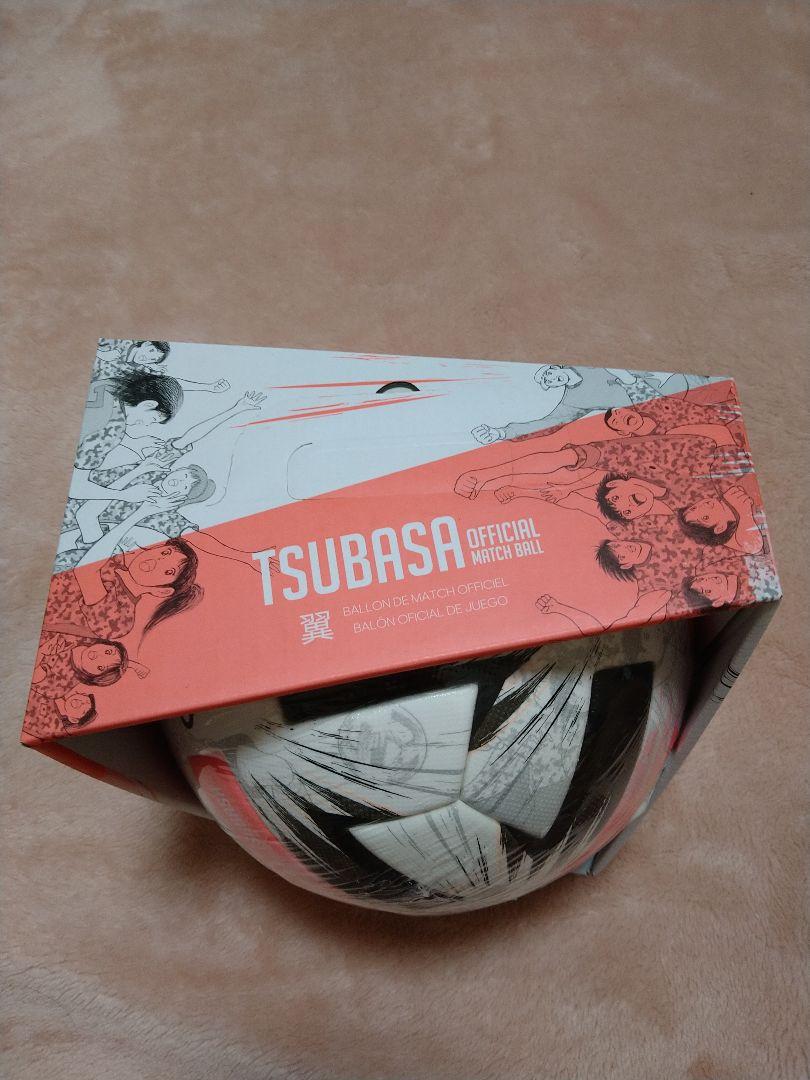 TSUBASA OFFICIAL
MATCH BALL
翼 BALLON DE MATCH OFFICIEL
BALÓN OFICIAL DE JUEGO